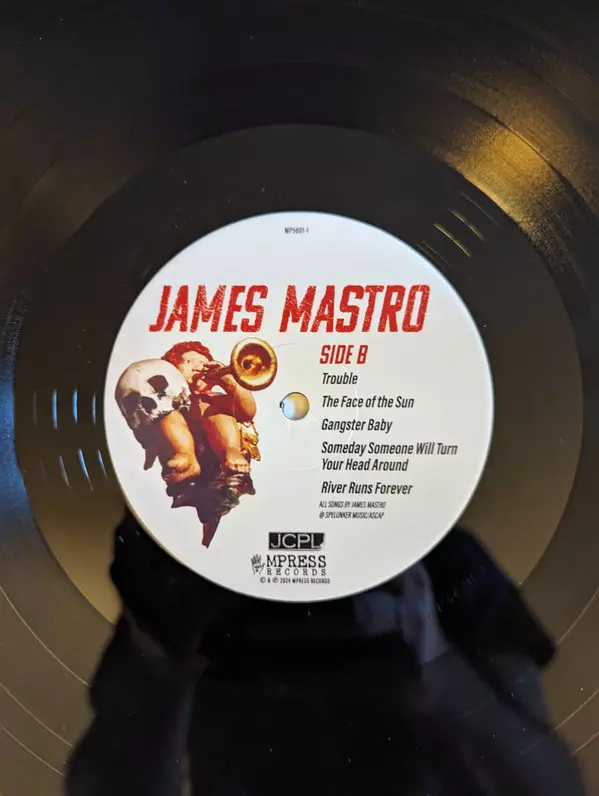 MP5601-1
JAMES MASTRO
SIDE B
Trouble
The Face of the Sun
Gangster Baby
Someday Someone Will Turn
Your Head Around
River Runs Forever
ALL SONGS BY JAMES MASTRO
@ SPELUNKER MUSIC/ASCAP
JCPL
MPRESS
RECORDS
© & ℗ 2024 MPRESS RECORDS